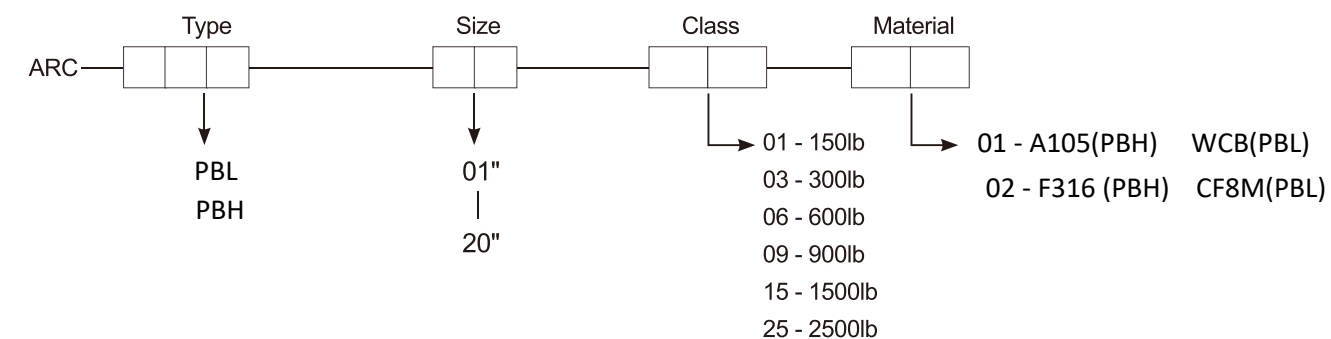 Type Size Class Material
ARC
PBL
PBH
01"
20"
01 - 150lb
03 - 300lb
06 - 600lb
09 - 900lb
15 - 1500lb
25 - 2500lb
01 - A105(PBH) WCB(PBL)
02 - F316 (PBH) CF8M(PBL)